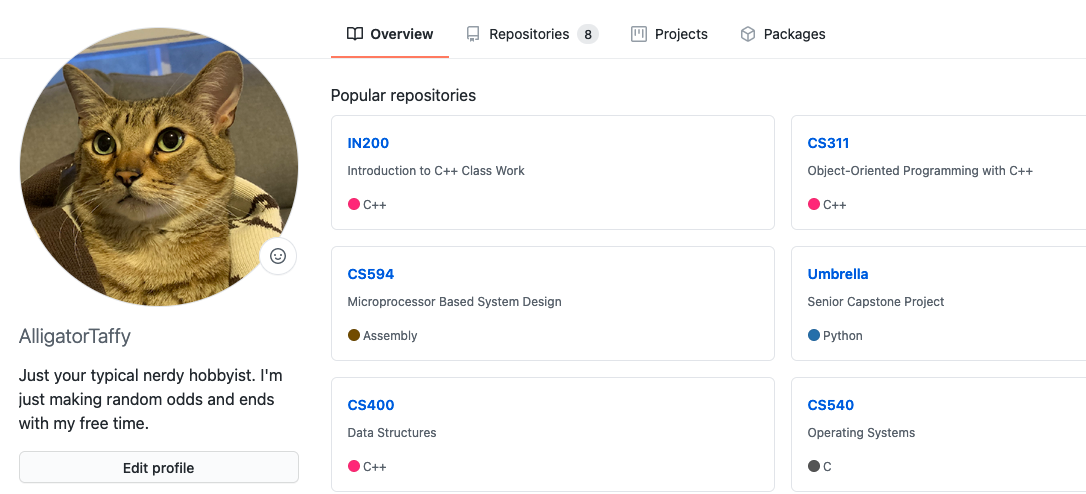 Overview
Repositories 8
Projects
Packages
AlligatorTaffy
Just your typical nerdy hobbyist. I'm
just making random odds and ends
with my free time.
Edit profile
Popular repositories
IN200
Introduction to C++ Class Work
C++
CS311
Object-Oriented Programming with C++
C++
CS594
Microprocessor Based System Design
Assembly
Umbrella
Senior Capstone Project
Python
CS400
Data Structures
C++
CS540
Operating Systems
C